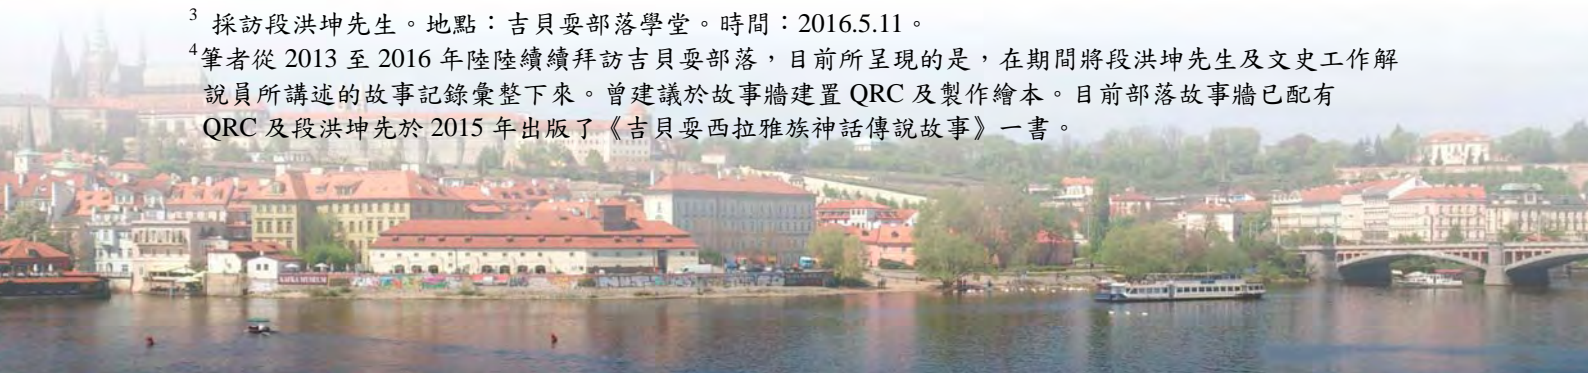 ³ 採訪段洪坤先生。地點：吉貝耍部落學堂。時間：2016.5.11。
⁴筆者從 2013 至 2016 年陸陸續續拜訪吉貝耍部落，目前所呈現的是，在期間將段洪坤先生及文史工作解
說員所講述的故事記錄彙整下來。曾建議於故事牆建置 QRC 及製作繪本。目前部落故事牆已配有
QRC 及段洪坤先於 2015 年出版了《吉貝耍西拉雅族神話傳說故事》一書。
KAFKA MUSEUM